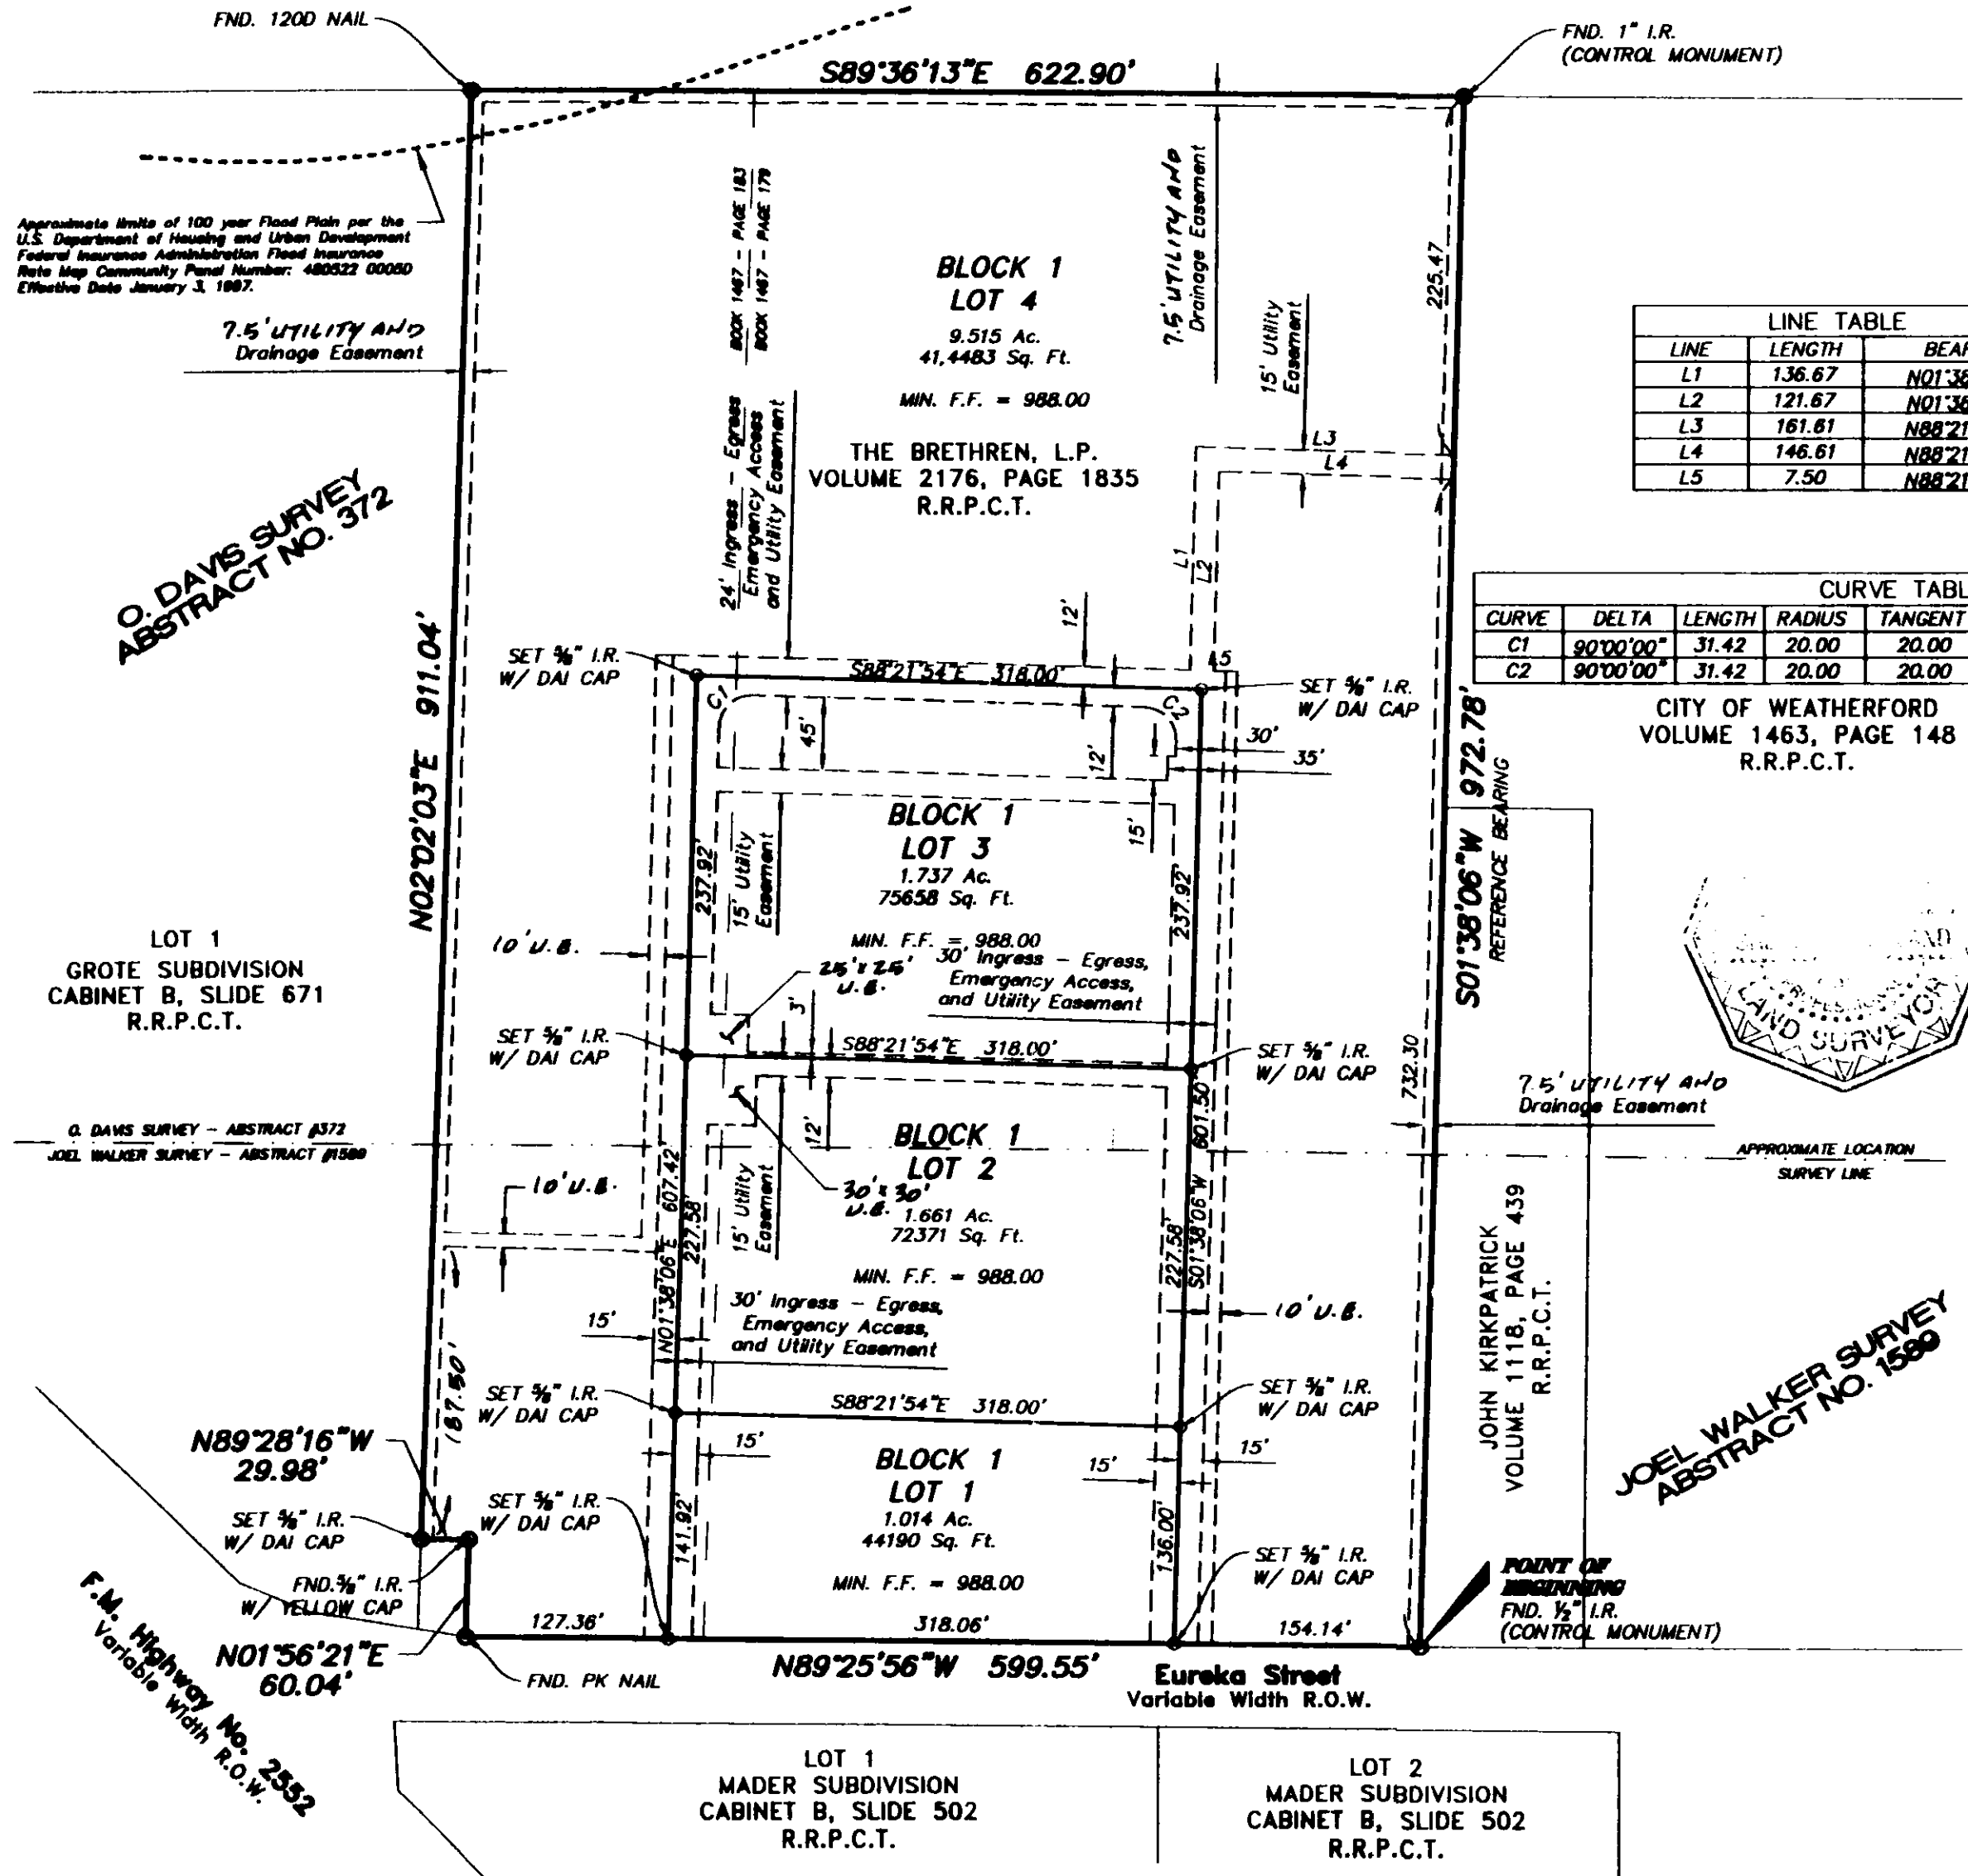 FND. 120D NAIL
S89°36'13"E 622.90'
FND. 1" I.R.
(CONTROL MONUMENT)
Approximate limits of 100 year Flood Plain per the
U.S. Department of Housing and Urban Development
Federal Insurance Administration Flood Insurance
Rate Map Community Panel Number:
Effective Date January 3,
7.5' UTILITY AND
Drainage Easement
BOOK 1467 - PAGE 183
BOOK 1467 - PAGE 179
24' Ingress - Egress
Emergency Access
and Utility Easement
BLOCK 1
LOT 4
9.515 Ac.
41,4483 Sq. Ft.
MIN. F.F. = 988.00
THE BRETHREN, L.P.
VOLUME 2176, PAGE 1835
R.R.P.C.T.
7.5' UTILITY AND
Drainage Easement
15' Utility
Easement
225.47
L3
L4
L1
L2
L5
LINE TABLE
LINE LENGTH BEAR
L1 136.67 N01°38
L2 121.67 N01°38
L3 161.61 N88°21
L4 146.61 N88°21
L5 7.50 N88°21
CURVE TABL
CURVE DELTA LENGTH RADIUS TANGENT
C1 90°00'00" 31.42 20.00 20.00
C2 90°00'00" 31.42 20.00 20.00
CITY OF WEATHERFORD
VOLUME 1463, PAGE 148
R.R.P.C.T.
O. DAVIS SURVEY
ABSTRACT NO. 372
N02°02'03"E 911.04'
SET 5/8" I.R.
W/ DAI CAP
S88°21'54"E 318.00'
12'
SET 5/8" I.R.
W/ DAI CAP
C1
C2
45'
12'
30'
35'
15'
S01°38'06"W 972.78'
REFERENCE BEARING
BLOCK 1
LOT 3
1.737 Ac.
75658 Sq. Ft.
MIN. F.F. = 988.00
237.92'
237.92'
15' Utility
Easement
30' Ingress - Egress,
Emergency Access,
and Utility Easement
25' x 25'
U.E.
10' U.E.
3'
LOT 1
GROTE SUBDIVISION
CABINET B, SLIDE 671
R.R.P.C.T.
LAND SURVEYOR
SET 5/8" I.R.
W/ DAI CAP
S88°21'54"E 318.00'
SET 5/8" I.R.
W/ DAI CAP
732.30
7.5' UTILITY AND
Drainage Easement
O. DAVIS SURVEY - ABSTRACT #372
JOEL WALKER SURVEY - ABSTRACT #1589
APPROXIMATE LOCATION
SURVEY LINE
12'
BLOCK 1
LOT 2
30' x 30'
U.E.
1.661 Ac.
72371 Sq. Ft.
MIN. F.F. = 988.00
15' Utility
Easement
10' U.E.
N01°38'06"E 607.42'
227.58'
227.58'
S01°38'06"W 601.50'
30' Ingress - Egress,
Emergency Access,
and Utility Easement
15'
10' U.E.
JOHN KIRKPATRICK
VOLUME 1118, PAGE 439
R.R.P.C.T.
JOEL WALKER SURVEY
ABSTRACT NO. 1589
187.50'
SET 5/8" I.R.
W/ DAI CAP
S88°21'54"E 318.00'
SET 5/8" I.R.
W/ DAI CAP
N89°28'16"W
29.98'
15'
15'
15'
BLOCK 1
LOT 1
1.014 Ac.
44190 Sq. Ft.
MIN. F.F. = 988.00
141.92'
136.00'
SET 5/8" I.R.
W/ DAI CAP
SET 5/8" I.R.
W/ DAI CAP
SET 5/8" I.R.
W/ DAI CAP
FND. 5/8" I.R.
W/ YELLOW CAP
POINT OF
BEGINNING
FND. 1/2" I.R.
(CONTROL MONUMENT)
127.36'
318.06'
154.14'
N01°56'21"E
60.04'
FND. PK NAIL
N89°25'56"W 599.55'
Eureka Street
Variable Width R.O.W.
F.M. Highway No. 2552
Variable Width R.O.W.
LOT 1
MADER SUBDIVISION
CABINET B, SLIDE 502
R.R.P.C.T.
LOT 2
MADER SUBDIVISION
CABINET B, SLIDE 502
R.R.P.C.T.